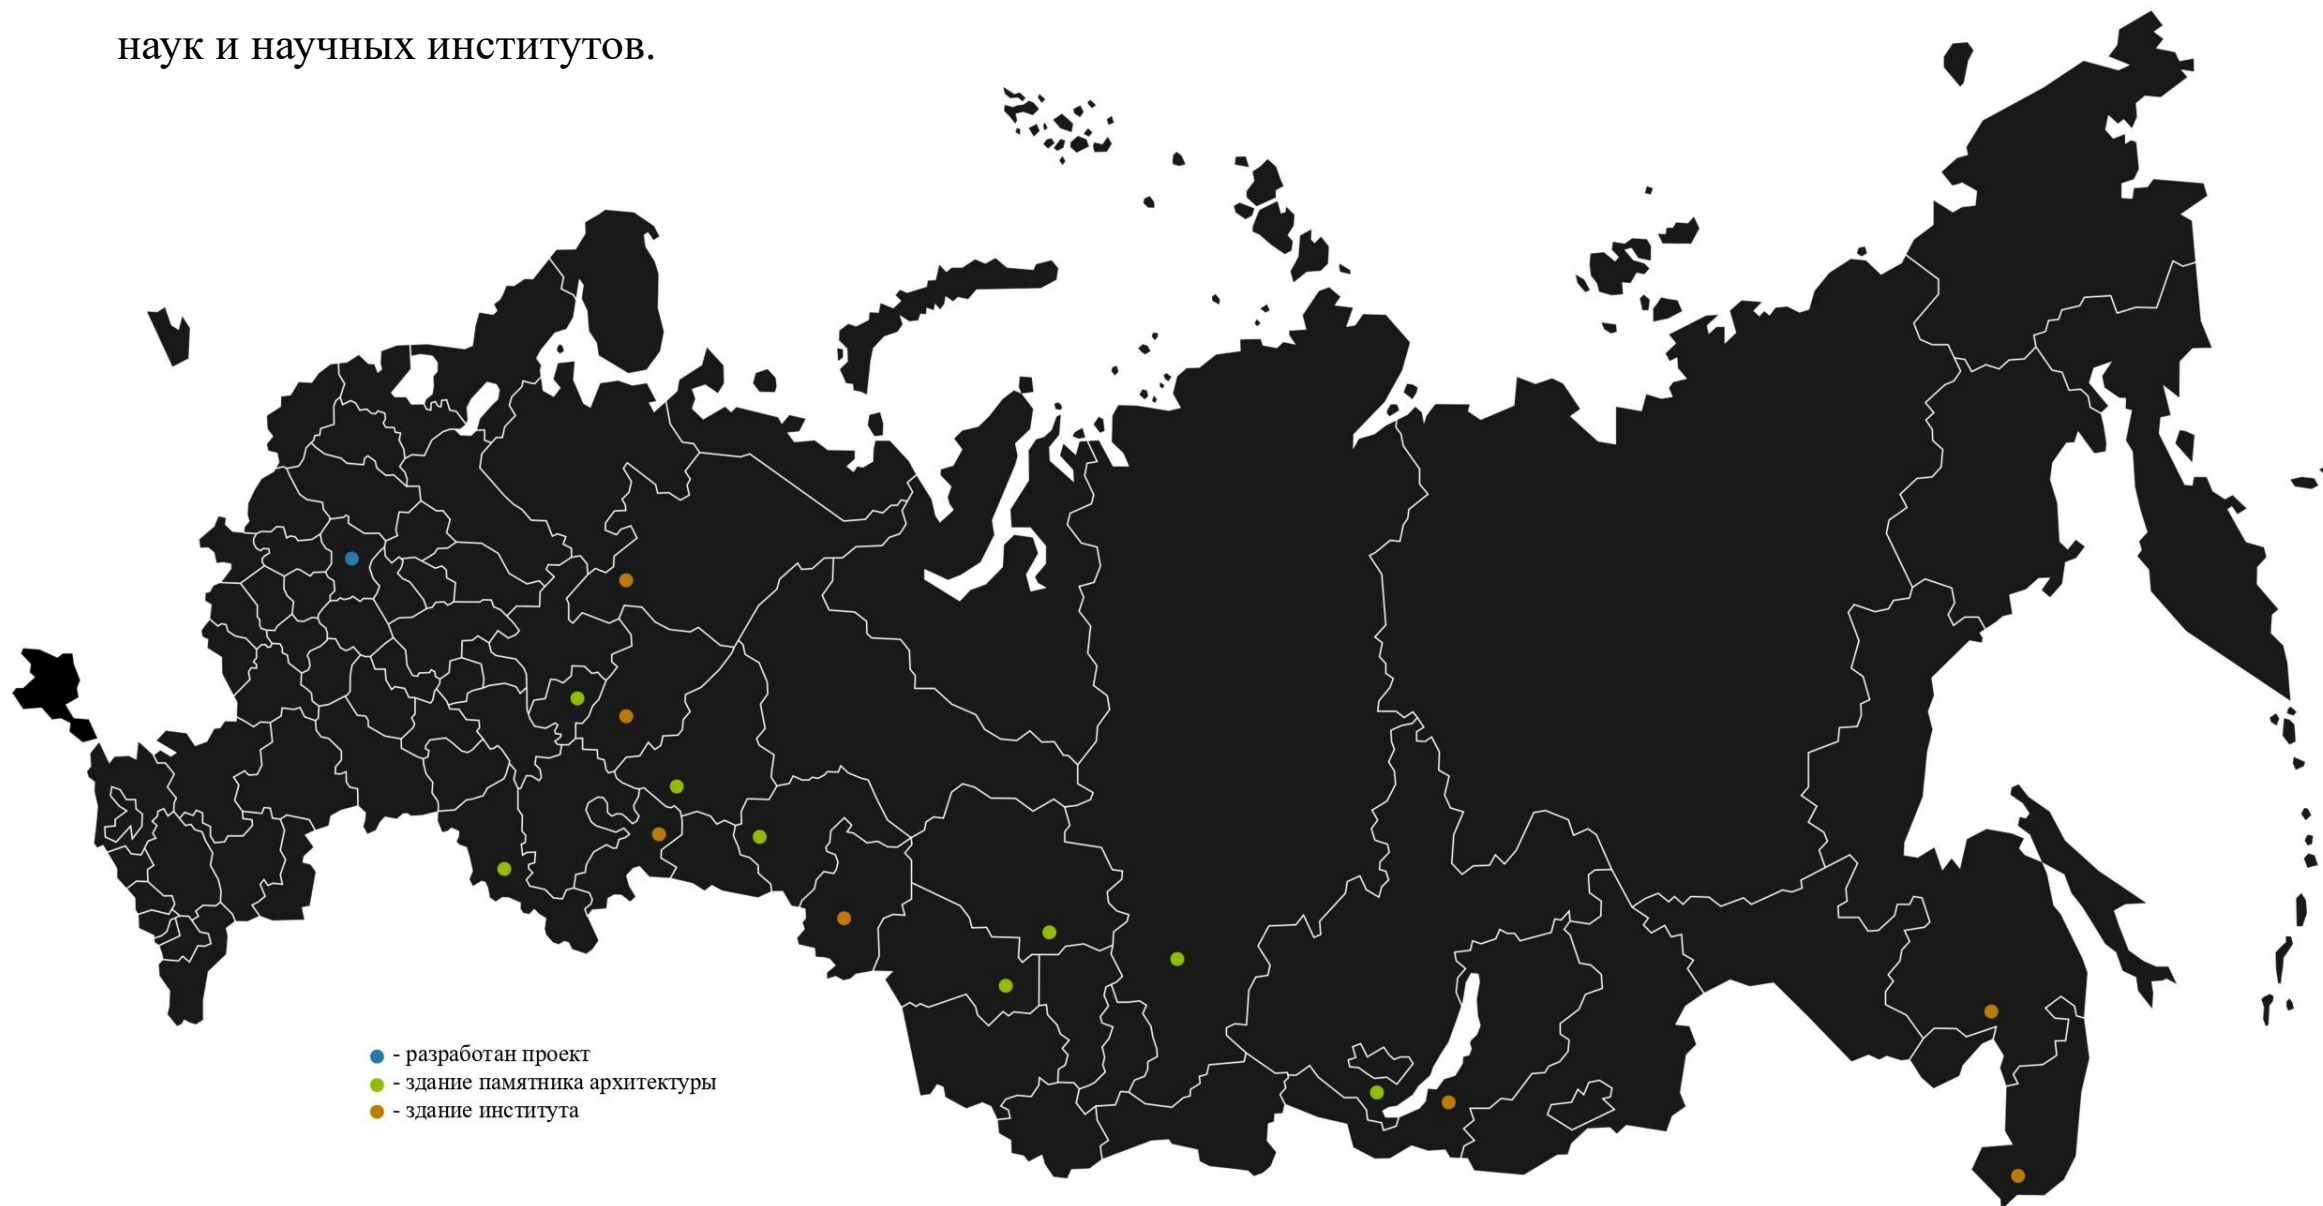 наук и научных институтов.
- разработан проект
- здание памятника архитектуры
- здание института